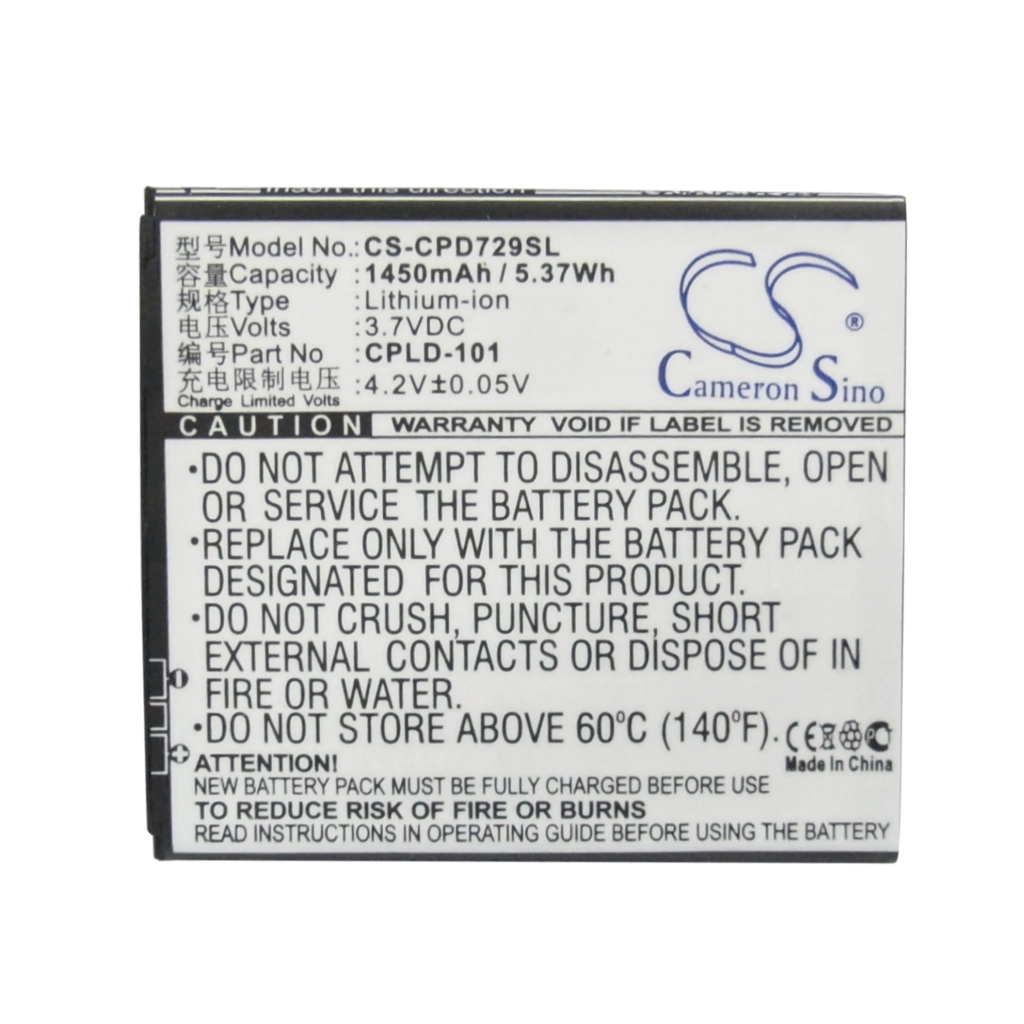 Insert this direction
型号Model No.: CS-CPD729SL
容量Capacity :1450mAh / 5.37Wh
规格Type :Lithium-ion
电压Volts :3.7VDC
编号Part No :CPLD-101
充电限制电压 :4.2V±0.05V
Charge Limited Volts
CS ®
Cameron Sino
CAUTION WARRANTY VOID IF LABEL IS REMOVED
•DO NOT ATTEMPT TO DISASSEMBLE, OPEN
OR SERVICE THE BATTERY PACK.
•REPLACE ONLY WITH THE BATTERY PACK
DESIGNATED FOR THIS PRODUCT.
•DO NOT CRUSH, PUNCTURE, SHORT
EXTERNAL CONTACTS OR DISPOSE OF IN
FIRE OR WATER.
•DO NOT STORE ABOVE 60°C (140°F).
CE
Made In China
ATTENTION!
NEW BATTERY PACK MUST BE FULLY CHARGED BEFORE USE
TO REDUCE RISK OF FIRE OR BURNS
READ INSTRUCTIONS IN OPERATING GUIDE BEFORE USING THE BATTERY